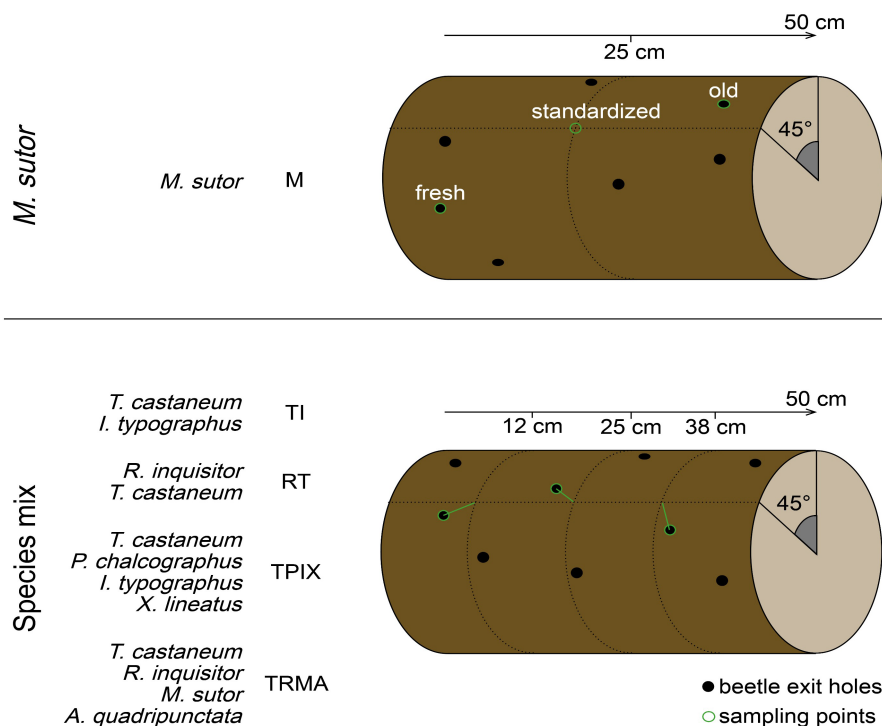 50 cm
25 cm
old
standardized
45°
M. sutor
M. sutor
M
fresh
50 cm
12 cm
25 cm
38 cm
T. castaneum
I. typographus
TI
R. inquisitor
T. castaneum
RT
45°
Species mix
T. castaneum
P. chalcographus
I. typographus
X. lineatus
TPIX
T. castaneum
R. inquisitor
M. sutor
A. quadripunctata
TRMA
beetle exit holes
sampling points